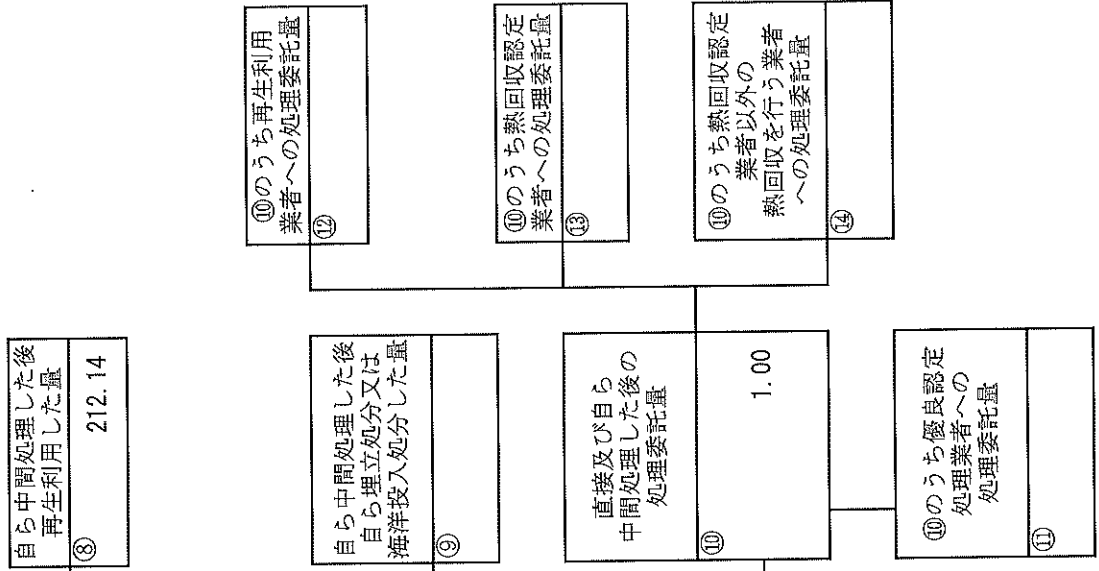 自ら中間処理した後
再生利用した量
⑧
212.14
自ら中間処理した後
自ら埋立処分又は
海洋投入処分した量
⑨
直接及び自ら
中間処理した後の
処理委託量
⑩
1.00
⑩のうち優良認定
処理業者への
処理委託量
⑪
⑩のうち再生利用
業者への処理委託量
⑫
⑩のうち熱回収認定
業者への処理委託量
⑬
⑩のうち熱回収認定
業者以外の
熱回収を行う業者
への処理委託量
⑭